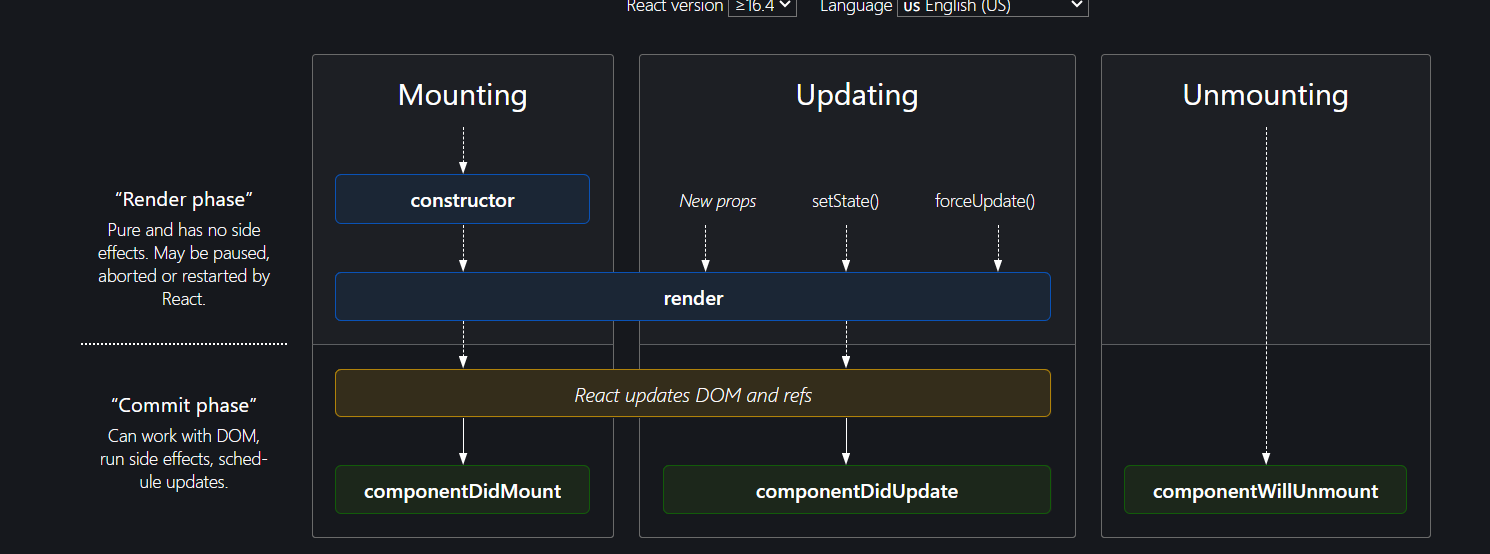 React version ≥16.4 Language us English (US)
Mounting
Updating
Unmounting
“Render phase”
Pure and has no side
effects. May be paused,
aborted or restarted by
React.
constructor
New props
setState()
forceUpdate()
render
“Commit phase”
Can work with DOM,
run side effects, sched-
ule updates.
React updates DOM and refs
componentDidMount
componentDidUpdate
componentWillUnmount